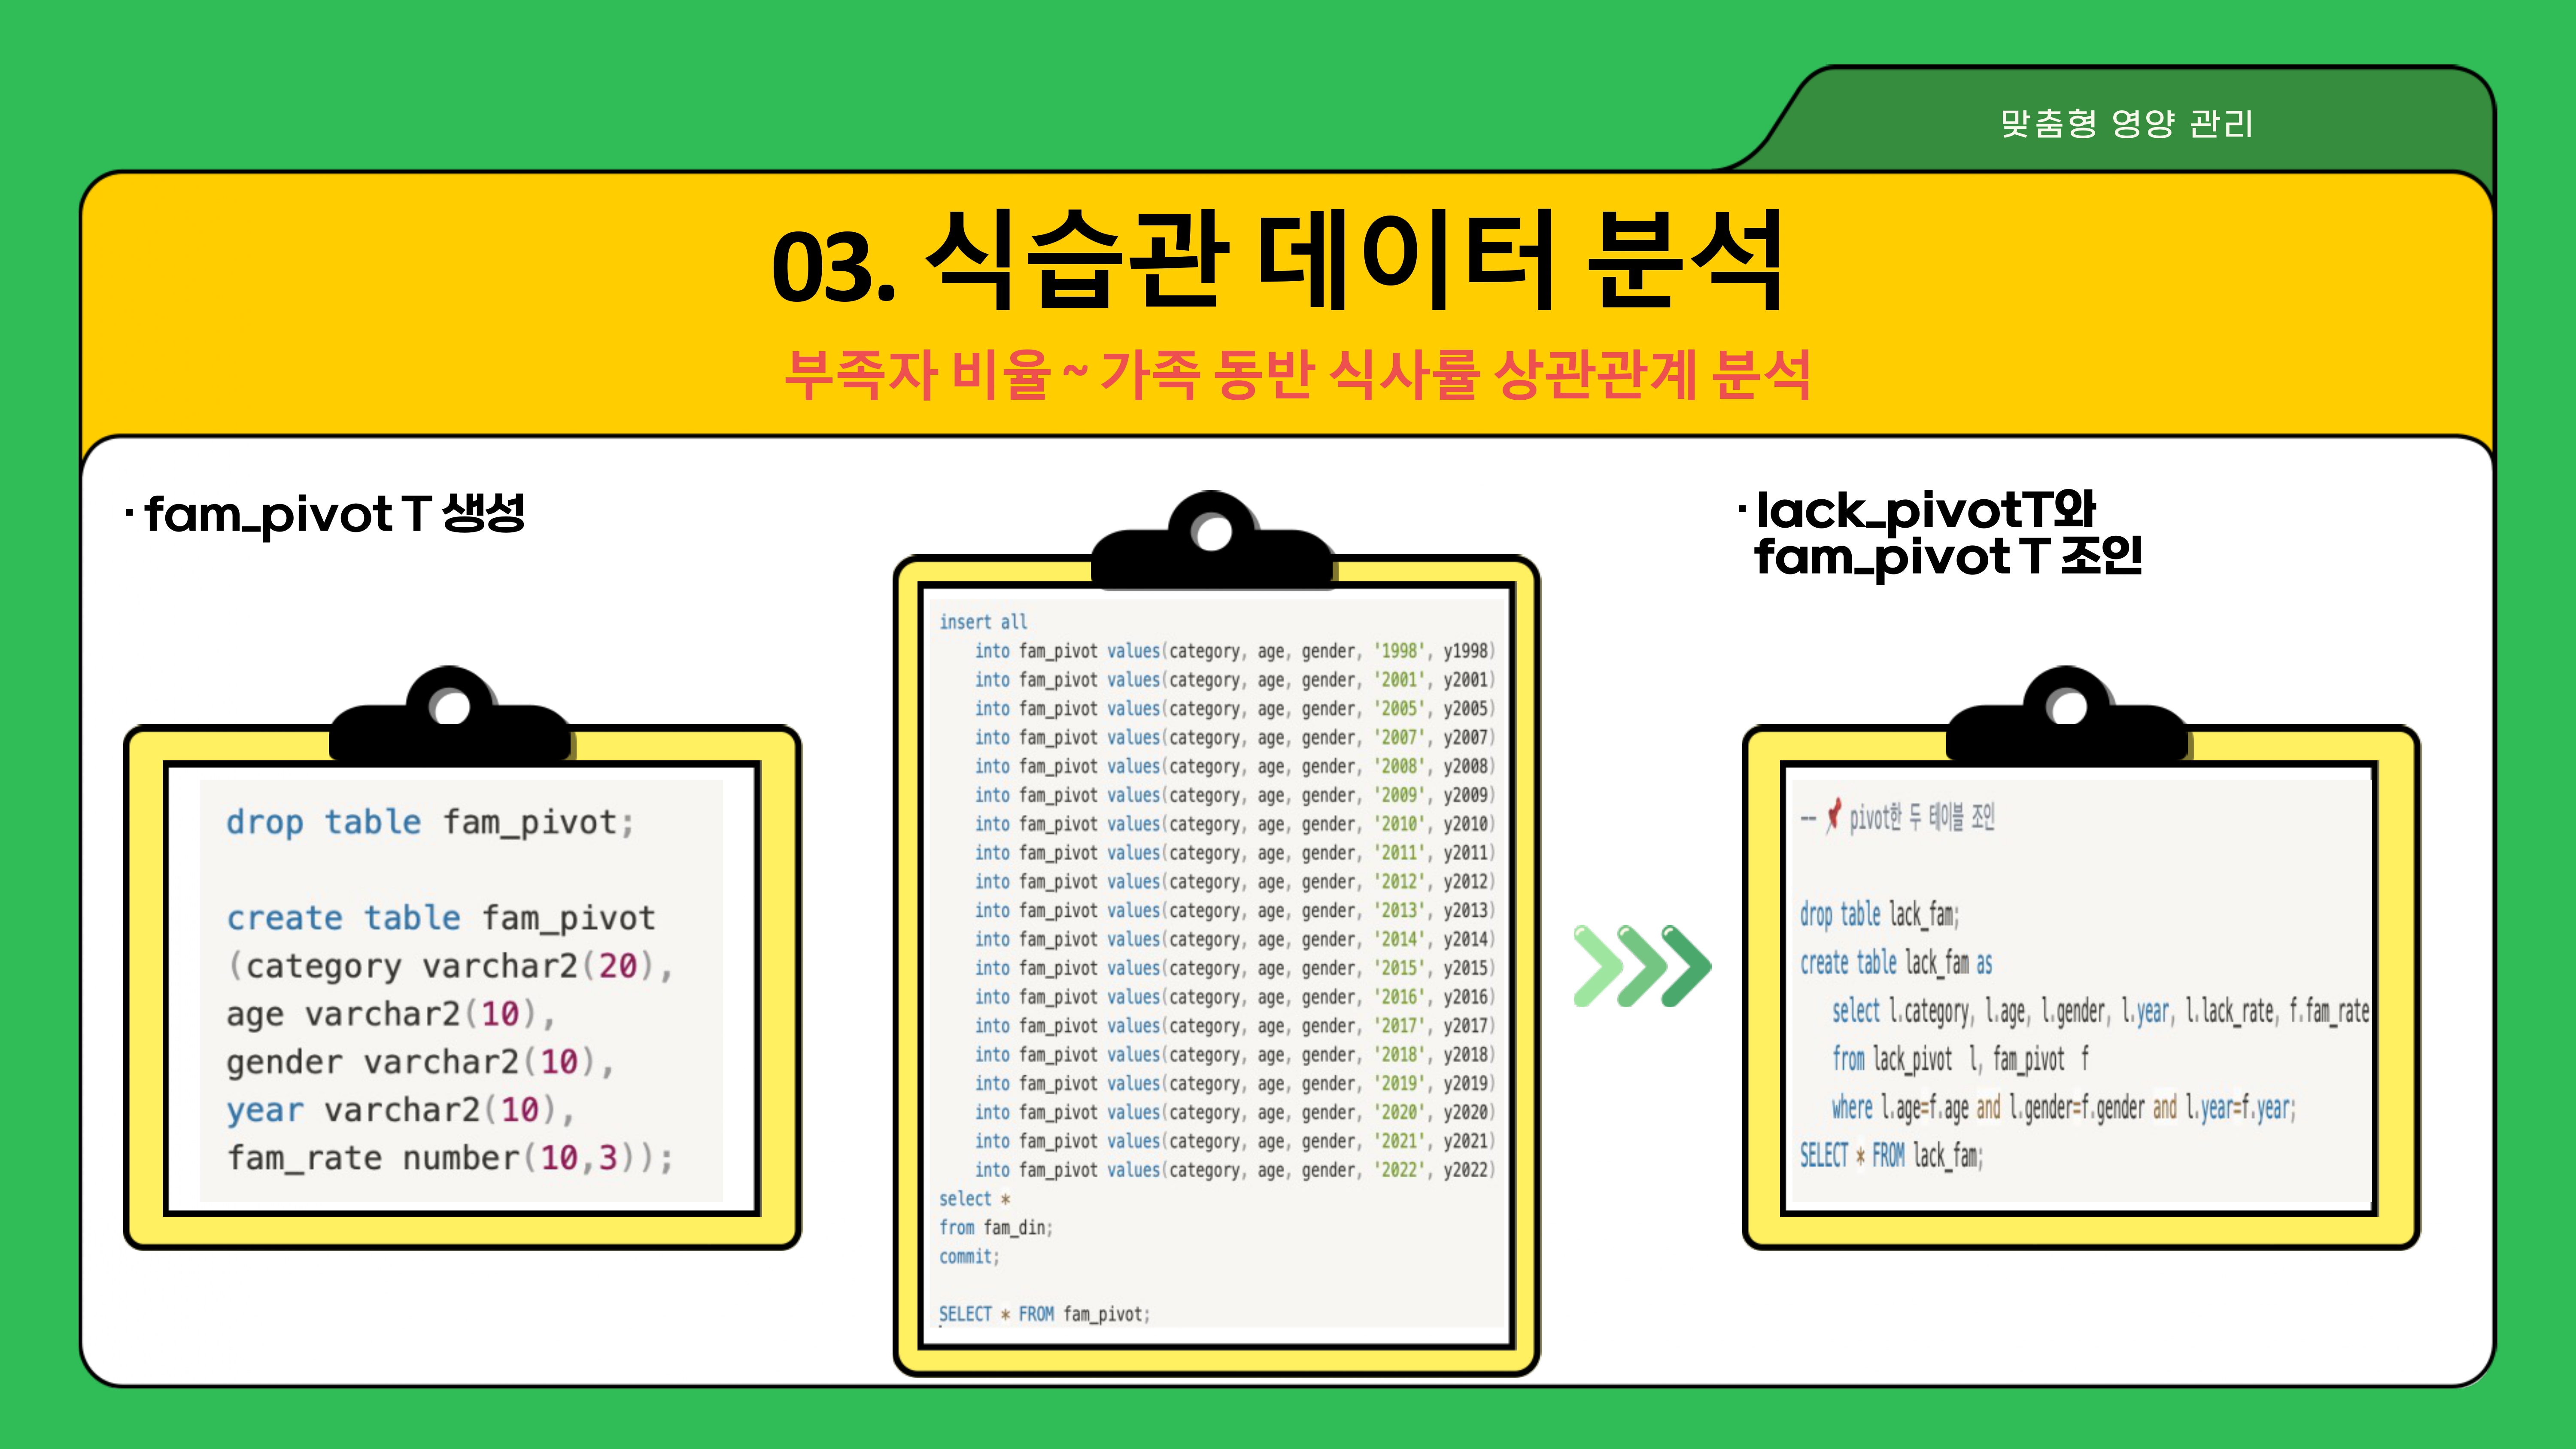 맞춤형 영양 관리
03. 식습관 데이터 분석
부족자 비율 ~ 가족 동반 식사률 상관관계 분석
· fam_pivot T 생성
drop table fam_pivot;
create table fam_pivot
(category varchar2(20),
age varchar2(10),
gender varchar2(10),
year varchar2(10),
fam_rate number(10,3));
insert all
into fam_pivot values(category, age, gender, '1998', y1998)
into fam_pivot values(category, age, gender, '2001', y2001)
into fam_pivot values(category, age, gender, '2005', y2005)
into fam_pivot values(category, age, gender, '2007', y2007)
into fam_pivot values(category, age, gender, '2008', y2008)
into fam_pivot values(category, age, gender, '2009', y2009)
into fam_pivot values(category, age, gender, '2010', y2010)
into fam_pivot values(category, age, gender, '2011', y2011)
into fam_pivot values(category, age, gender, '2012', y2012)
into fam_pivot values(category, age, gender, '2013', y2013)
into fam_pivot values(category, age, gender, '2014', y2014)
into fam_pivot values(category, age, gender, '2015', y2015)
into fam_pivot values(category, age, gender, '2016', y2016)
into fam_pivot values(category, age, gender, '2017', y2017)
into fam_pivot values(category, age, gender, '2018', y2018)
into fam_pivot values(category, age, gender, '2019', y2019)
into fam_pivot values(category, age, gender, '2020', y2020)
into fam_pivot values(category, age, gender, '2021', y2021)
into fam_pivot values(category, age, gender, '2022', y2022)
select *
from fam_din;
commit;
SELECT * FROM fam_pivot;
· lack_pivotT와
fam_pivot T 조인
-- 📌 pivot한 두 테이블 조인
drop table lack_fam;
create table lack_fam as
select l.category, l.age, l.gender, l.year, l.lack_rate, f.fam_rate
from lack_pivot l, fam_pivot f
where l.age=f.age and l.gender=f.gender and l.year=f.year;
SELECT * FROM lack_fam;